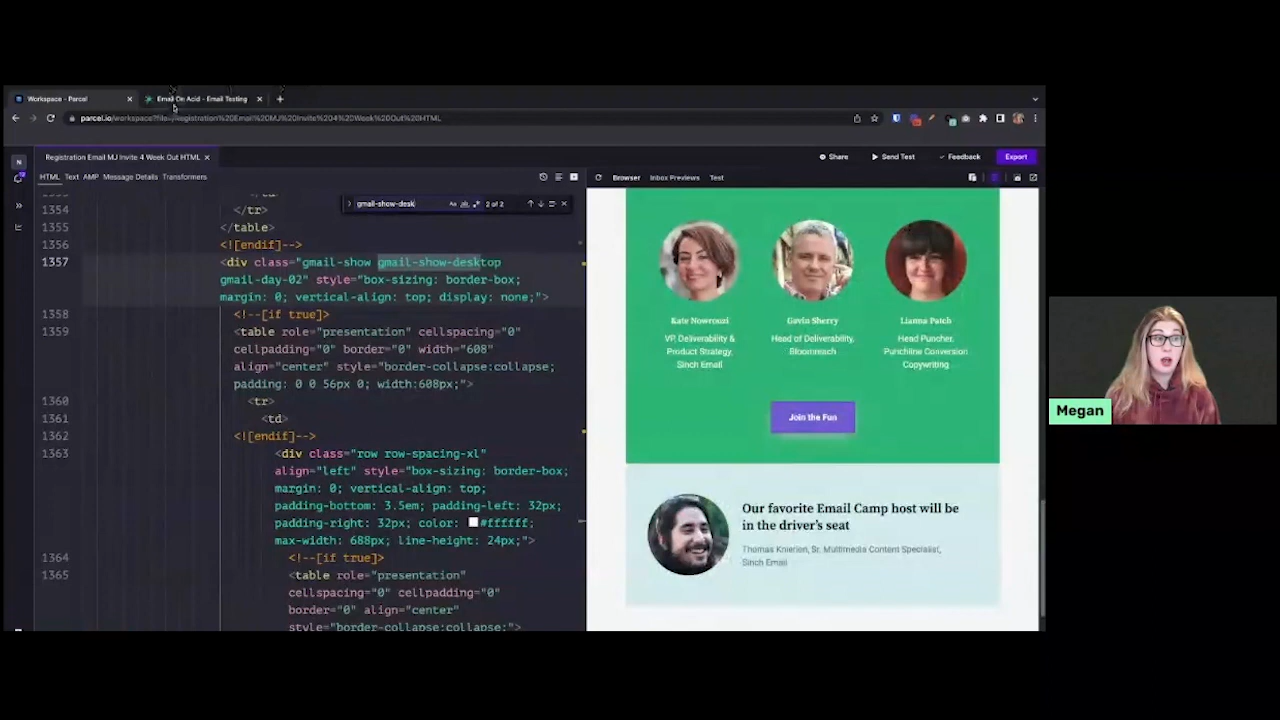 Workspace - Parcel
Email On Acid - Email Testing
Registration Email MJ Invite 4 Week Out HTML
Share
Send Test
Feedback
Export
HTML Text AMP Message Details Transformers
Browser
Inbox Previews
Test
gmail-show-desk
2 of 2
1354 </tr>
1355 </table>
1356 <![endif]-->
1357 <div class="gmail-show gmail-show-desktop
gmail-day-02" style="box-sizing: border-box;
margin: 0; vertical-align: top; display: none;">
1358 <!--[if true]>
1359 <table role="presentation" cellspacing="0"
cellpadding="0" border="0" width="608"
align="center" style="border-collapse:collapse;
padding: 0 0 56px 0; width:608px;">
1360 <tr>
1361 <td>
1362 <![endif]-->
1363 <div class="row row-spacing-xl"
align="left" style="box-sizing: border-box;
margin: 0; vertical-align: top;
padding-bottom: 3.5em; padding-left: 32px;
padding-right: 32px; color: #ffffff;
max-width: 688px; line-height: 24px;">
1364 <!--[if true]>
1365 <table role="presentation"
cellspacing="0" cellpadding="0"
border="0" align="center"
style="border-collapse:collapse;">
Kate Nowrouzi
VP, Deliverability &
Product Strategy,
Sinch Email
Gavin Sherry
Head of Deliverability,
Bloomreach
Lianna Patch
Head Puncher,
Punchline Conversion
Copywriting
Join the Fun
Our favorite Email Camp host will be
in the driver's seat
Thomas Knierien, Sr. Multimedia Content Specialist,
Sinch Email
Megan